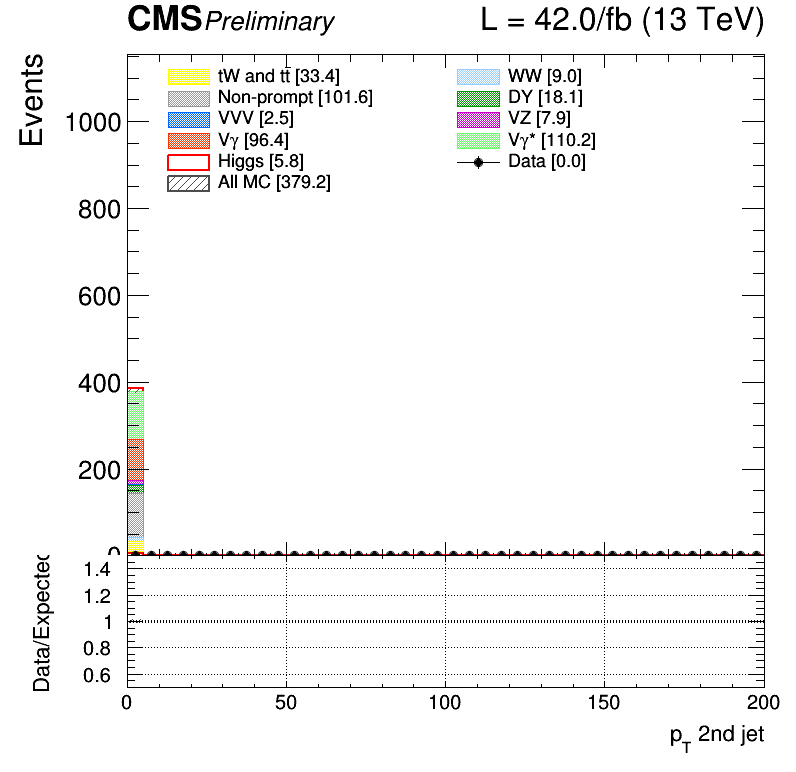 CMS Preliminary L = 42.0/fb (13 TeV)
Events
tW and tt̄ [33.4] WW [9.0]
Non-prompt [101.6] DY [18.1]
VVV [2.5] VZ [7.9]
Vγ [96.4] Vγ* [110.2]
Higgs [5.8] Data [0.0]
All MC [379.2]
1000
800
600
400
200
0
Data/Expected
1.4
1.2
1
0.8
0.6
0 50 100 150 200
pT 2nd jet